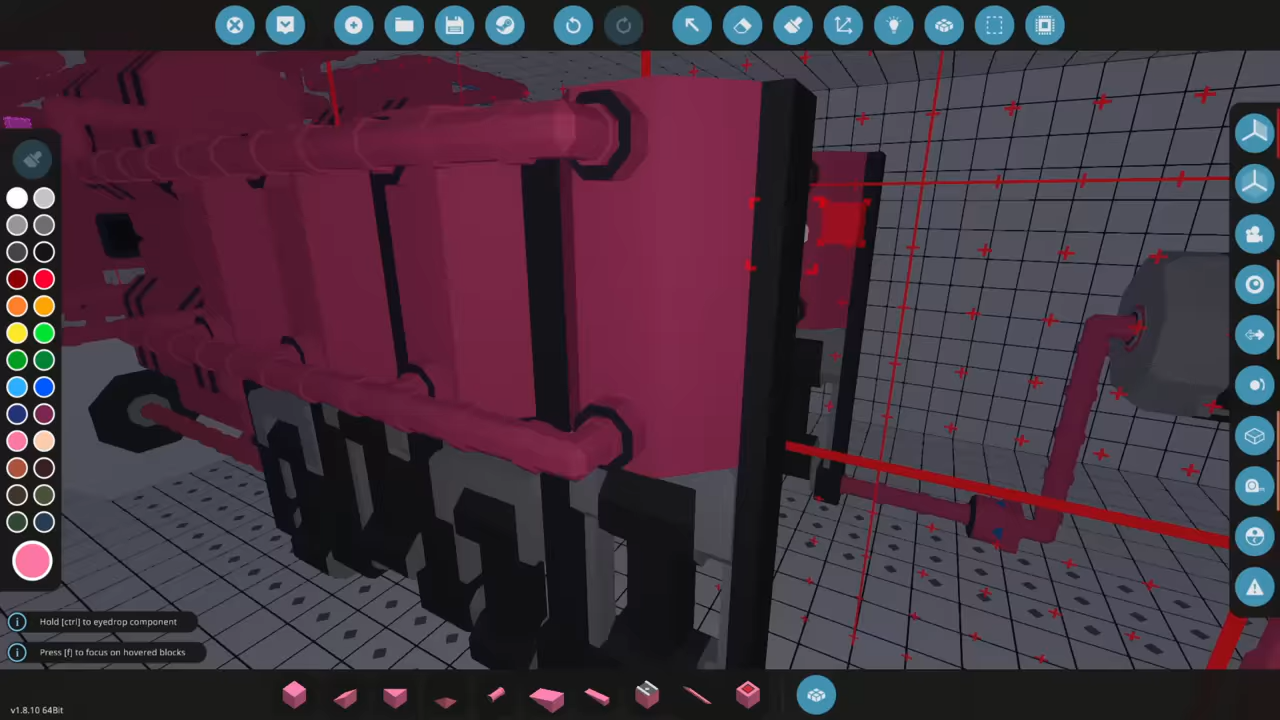 Hold [ctrl] to eyedrop component
Press [f] to focus on hovered blocks
v1.8.10 64Bit